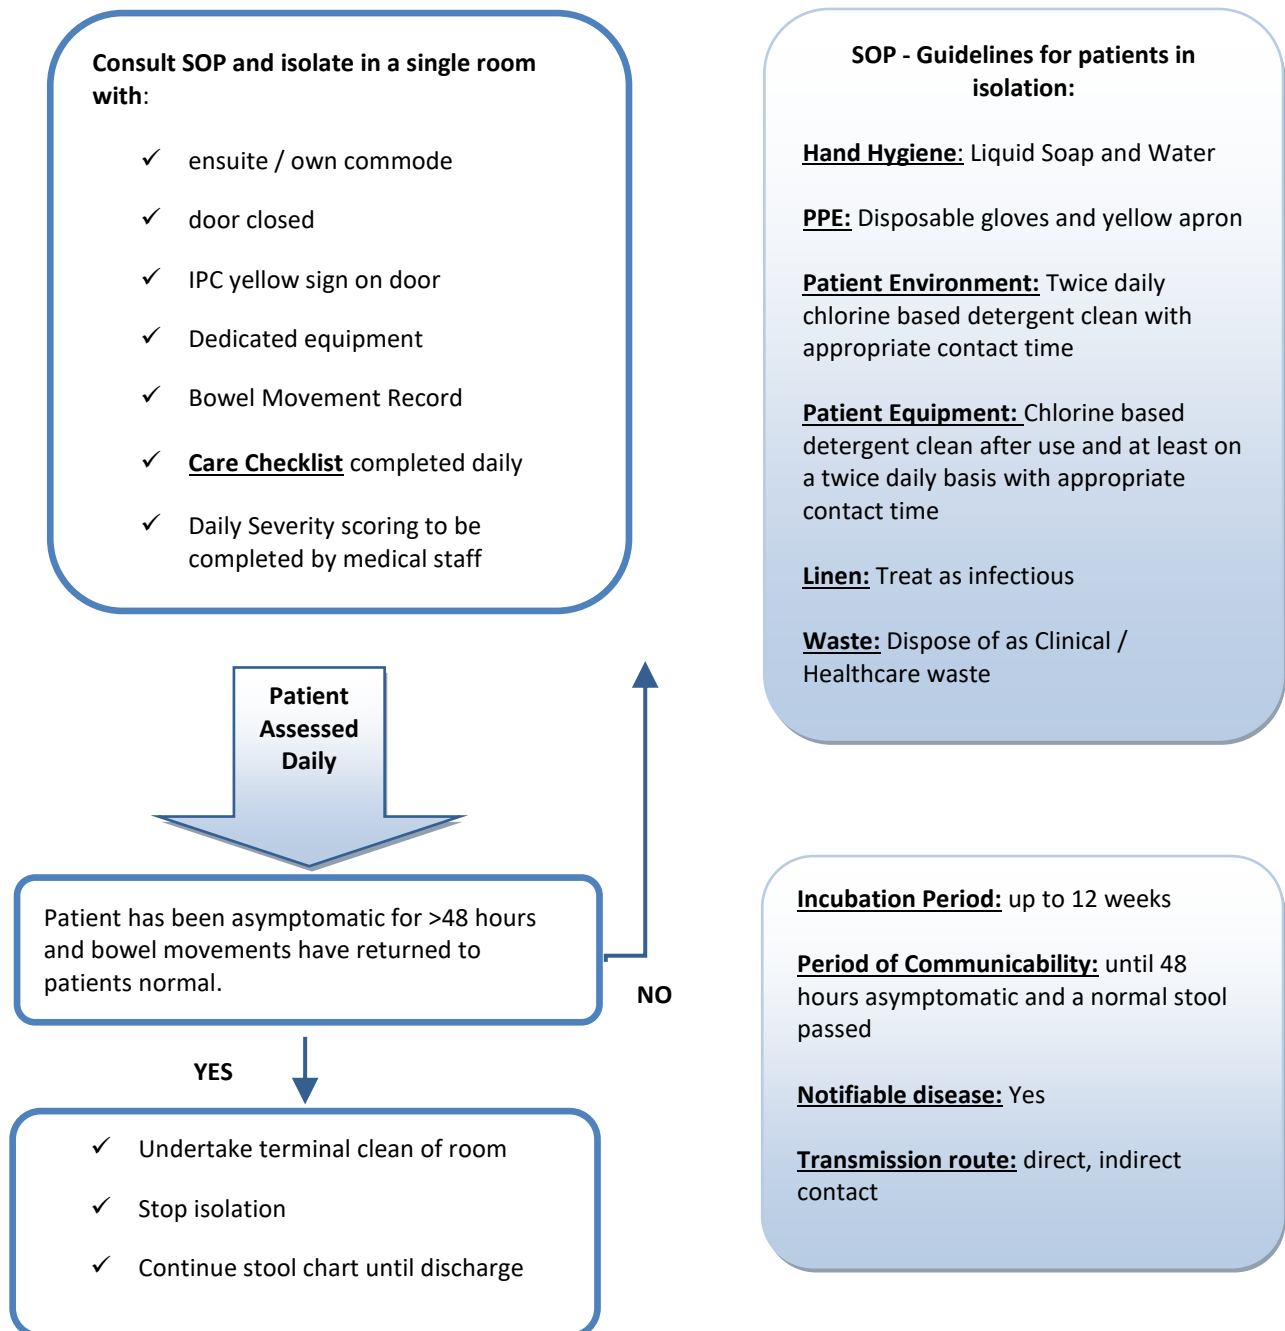 Consult SOP and isolate in a single room
with:
✓ ensuite / own commode
✓ door closed
✓ IPC yellow sign on door
✓ Dedicated equipment
✓ Bowel Movement Record
✓ Care Checklist completed daily
✓ Daily Severity scoring to be
completed by medical staff
Patient
Assessed
Daily
Patient has been asymptomatic for >48 hours
and bowel movements have returned to
patients normal.
NO
YES
✓ Undertake terminal clean of room
✓ Stop isolation
✓ Continue stool chart until discharge
SOP - Guidelines for patients in
isolation:
Hand Hygiene: Liquid Soap and Water
PPE: Disposable gloves and yellow apron
Patient Environment: Twice daily
chlorine based detergent clean with
appropriate contact time
Patient Equipment: Chlorine based
detergent clean after use and at least on
a twice daily basis with appropriate
contact time
Linen: Treat as infectious
Waste: Dispose of as Clinical /
Healthcare waste
Incubation Period: up to 12 weeks
Period of Communicability: until 48
hours asymptomatic and a normal stool
passed
Notifiable disease: Yes
Transmission route: direct, indirect
contact